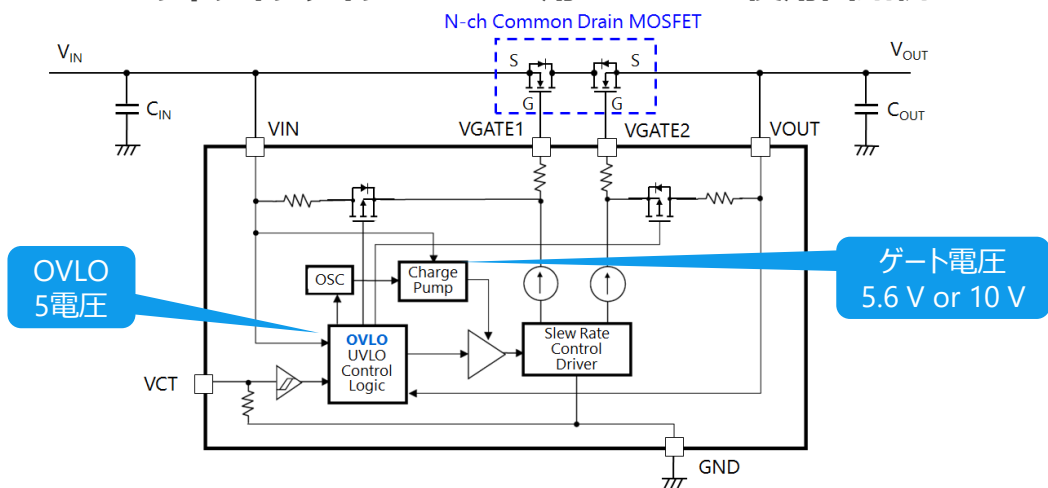 N-ch Common Drain MOSFET
VIN
VOUT
S
S
G
G
CIN
COUT
VIN
VGATE1
VGATE2
VOUT
OVLO
5電圧
ゲート電圧
5.6 V or 10 V
OSC
Charge
Pump
OVLO
UVLO
Control
Logic
Slew Rate
Control
Driver
VCT
GND